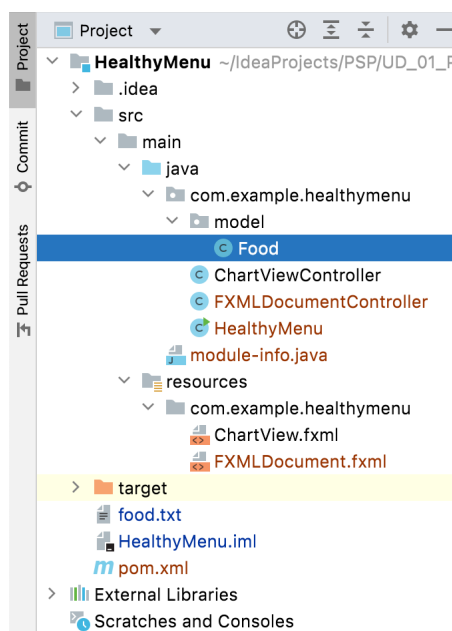 Project
Commit
Pull Requests
Project
HealthyMenu ~/IdeaProjects/PSP/UD_01_
.idea
src
main
java
com.example.healthymenu
model
Food
ChartViewController
FXMLDocumentController
HealthyMenu
module-info.java
resources
com.example.healthymenu
ChartView.fxml
FXMLDocument.fxml
target
food.txt
HealthyMenu.iml
pom.xml
External Libraries
Scratches and Consoles